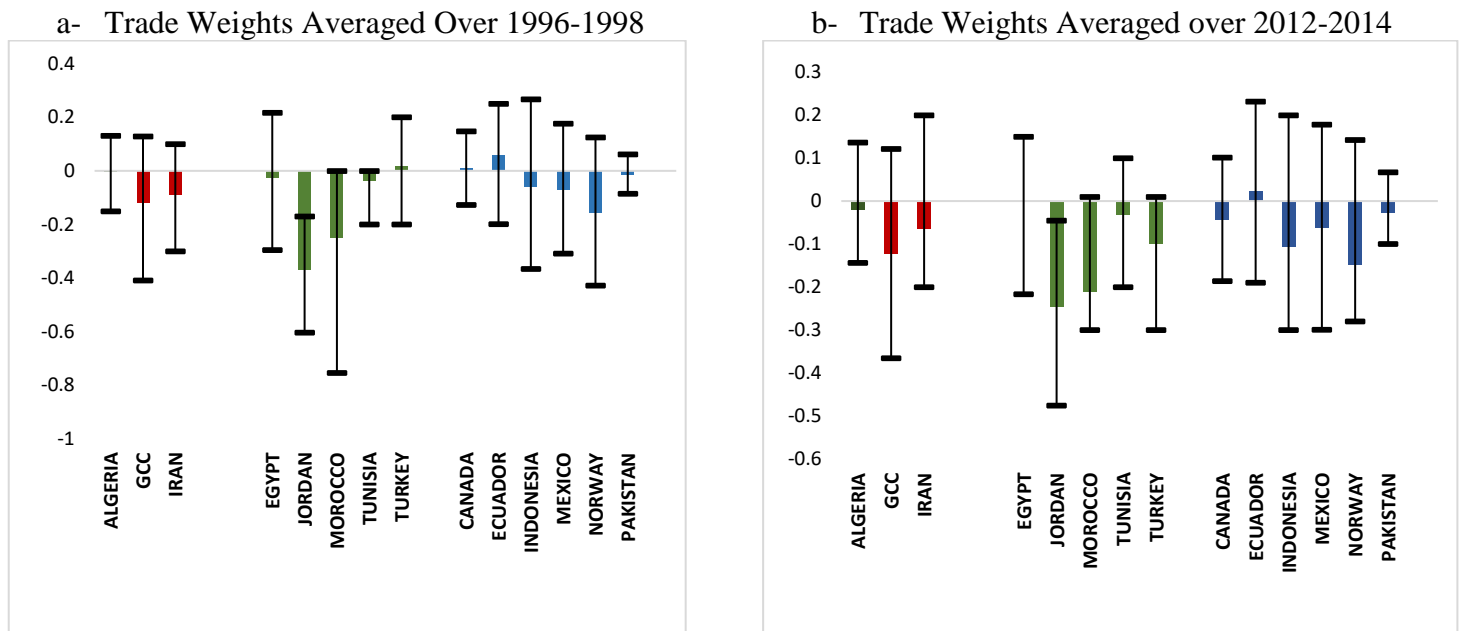 a- Trade Weights Averaged Over 1996-1998
0.4
0.2
0
-0.2
-0.4
-0.6
-0.8
-1
ALGERIA
GCC
IRAN
EGYPT
JORDAN
MOROCCO
TUNISIA
TURKEY
CANADA
ECUADOR
INDONESIA
MEXICO
NORWAY
PAKISTAN
b- Trade Weights Averaged over 2012-2014
0.3
0.2
0.1
0
-0.1
-0.2
-0.3
-0.4
-0.5
-0.6
ALGERIA
GCC
IRAN
EGYPT
JORDAN
MOROCCO
TUNISIA
TURKEY
CANADA
ECUADOR
INDONESIA
MEXICO
NORWAY
PAKISTAN